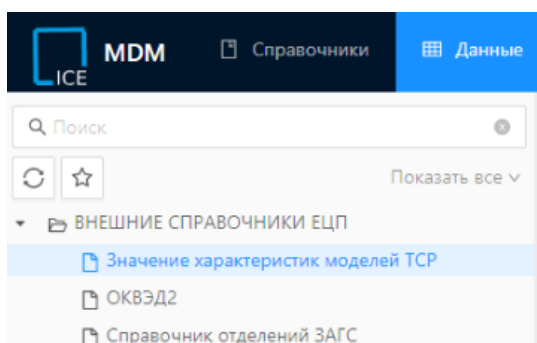 ICE MDM Справочники Данные
Поиск
Показать все
ВНЕШНИЕ СПРАВОЧНИКИ ЕЦП
Значение характеристик моделей ТСР
ОКВЭД2
Справочник отделений ЗАГС